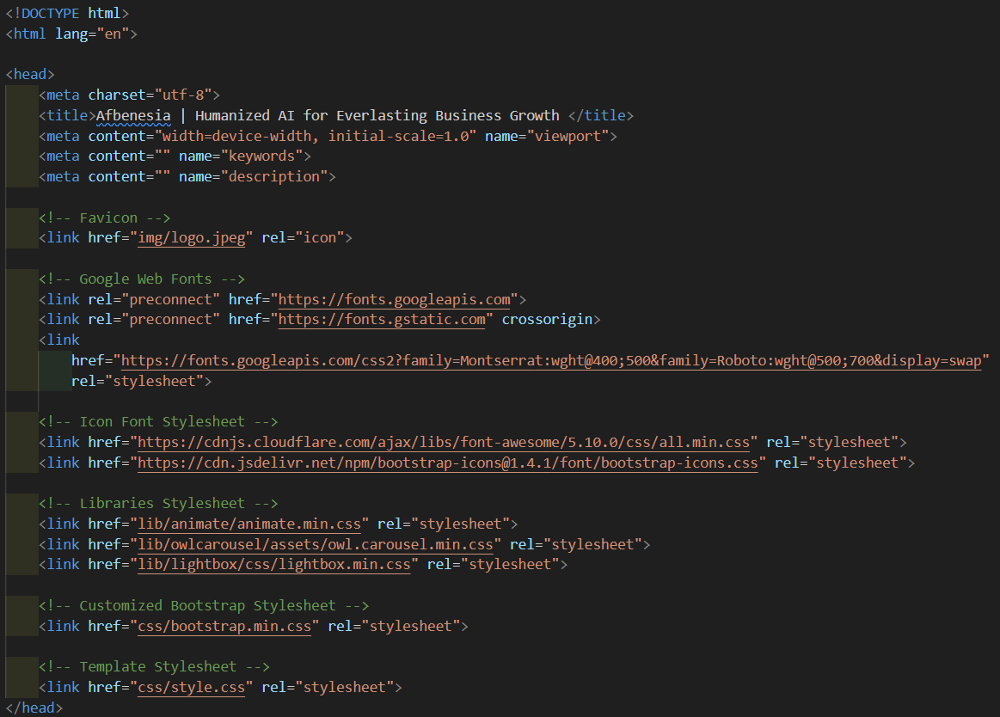 <!DOCTYPE html>
<html lang="en">
<head>
<meta charset="utf-8">
<title>Afbenesia | Humanized AI for Everlasting Business Growth </title>
<meta content="width=device-width, initial-scale=1.0" name="viewport">
<meta content="" name="keywords">
<meta content="" name="description">
<!-- Favicon -->
<link href="img/logo.jpeg" rel="icon">
<!-- Google Web Fonts -->
<link rel="preconnect" href="https://fonts.googleapis.com">
<link rel="preconnect" href="https://fonts.gstatic.com" crossorigin>
<link
href="https://fonts.googleapis.com/css2?family=Montserrat:wght@400;500&family=Roboto:wght@500;700&display=swap"
rel="stylesheet">
<!-- Icon Font Stylesheet -->
<link href="https://cdnjs.cloudflare.com/ajax/libs/font-awesome/5.10.0/css/all.min.css" rel="stylesheet">
<link href="https://cdn.jsdelivr.net/npm/bootstrap-icons@1.4.1/font/bootstrap-icons.css" rel="stylesheet">
<!-- Libraries Stylesheet -->
<link href="lib/animate/animate.min.css" rel="stylesheet">
<link href="lib/owlcarousel/assets/owl.carousel.min.css" rel="stylesheet">
<link href="lib/lightbox/css/lightbox.min.css" rel="stylesheet">
<!-- Customized Bootstrap Stylesheet -->
<link href="css/bootstrap.min.css" rel="stylesheet">
<!-- Template Stylesheet -->
<link href="css/style.css" rel="stylesheet">
</head>